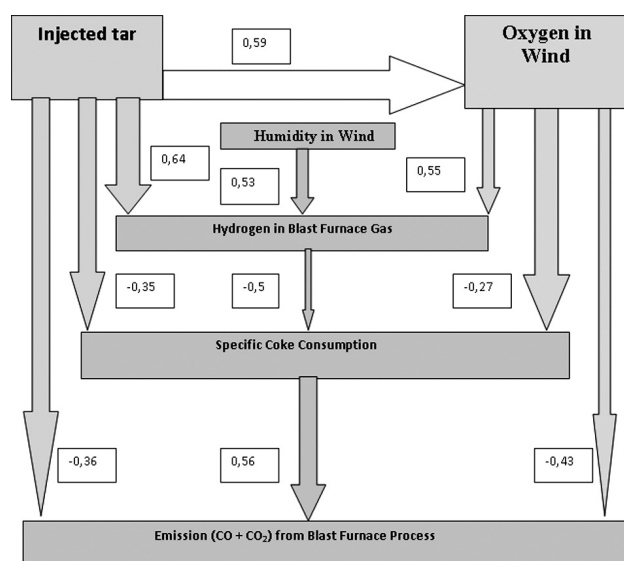 Injected tar
0,59
Oxygen in
Wind
Humidity in Wind
0,64
0,53
0,55
Hydrogen in Blast Furnace Gas
-0,35
-0,5
-0,27
Specific Coke Consumption
-0,36
0,56
-0,43
Emission (CO + CO₂) from Blast Furnace Process